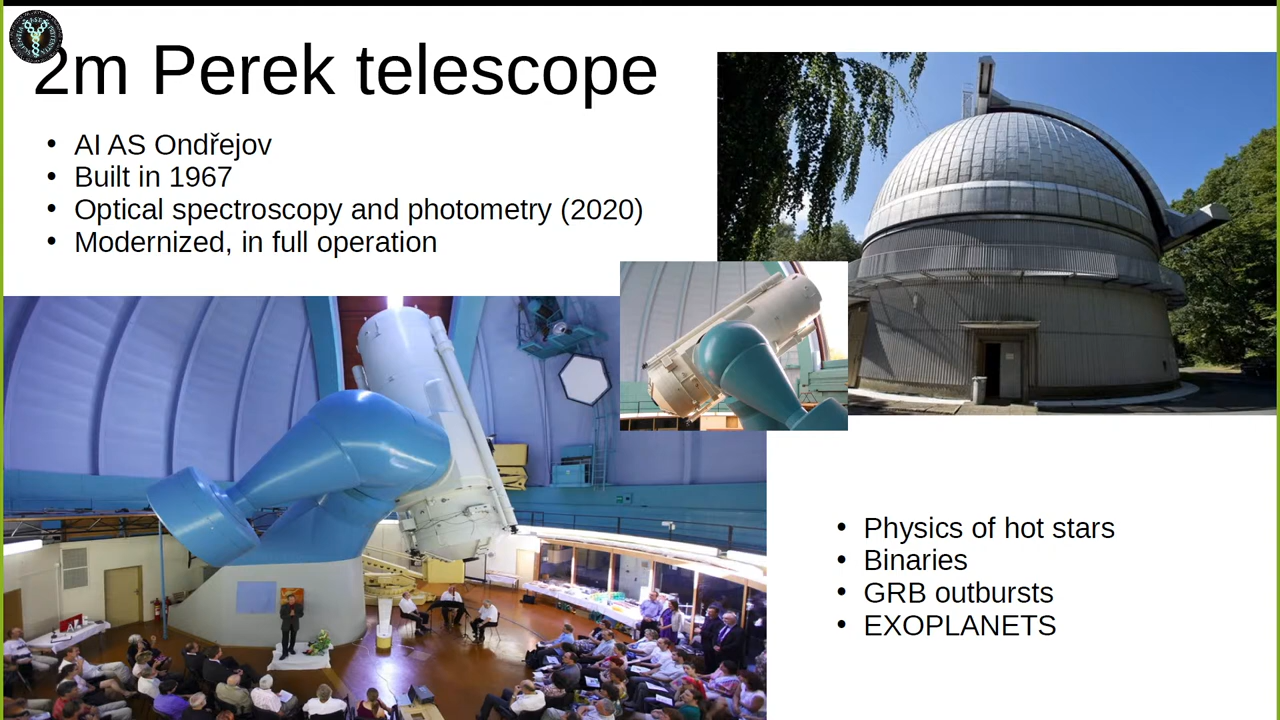 2m Perek telescope
• AI AS Ondřejov
• Built in 1967
• Optical spectroscopy and photometry (2020)
• Modernized, in full operation
• Physics of hot stars
• Binaries
• GRB outbursts
• EXOPLANETS